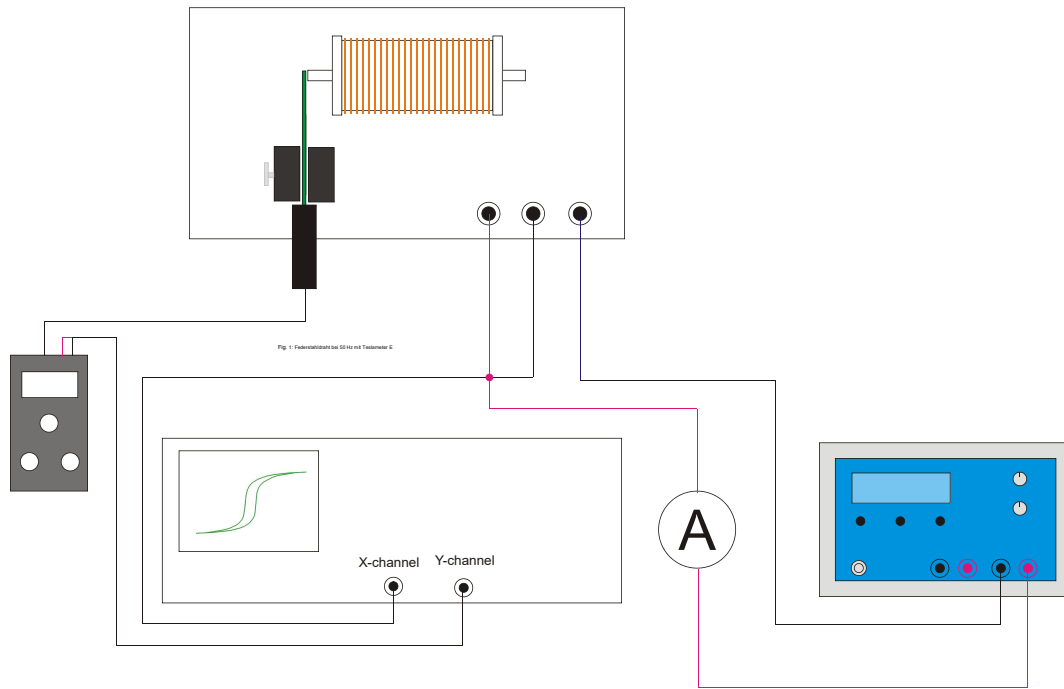 Fig. 1: Federstahldraht bei 50 Hz mit Teslameter E
X-channel Y-channel
A